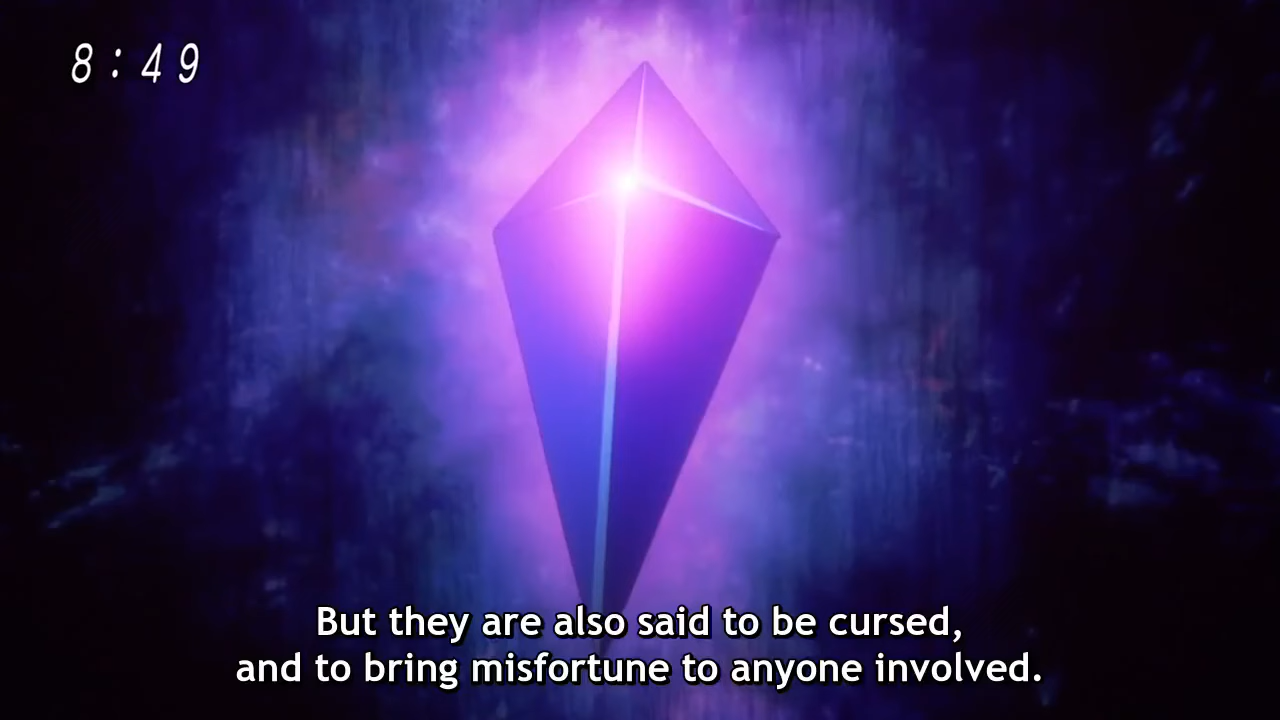 8:49
But they are also said to be cursed,
and to bring misfortune to anyone involved.